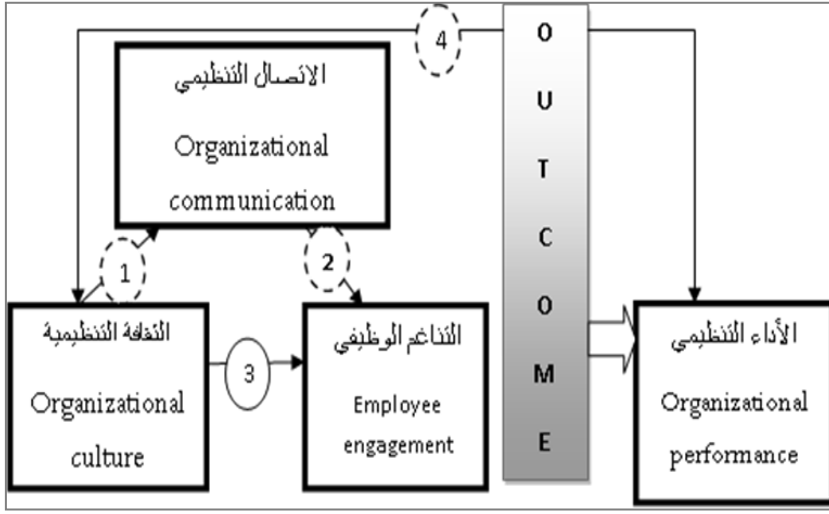 4
الاتصال التنظيمي
Organizational
communication
1
2
الثقافة التنظيمية
Organizational
culture
3
التناغم الوظيفي
Employee
engagement
O
U
T
C
O
M
E
الأداء التنظيمي
Organizational
performance